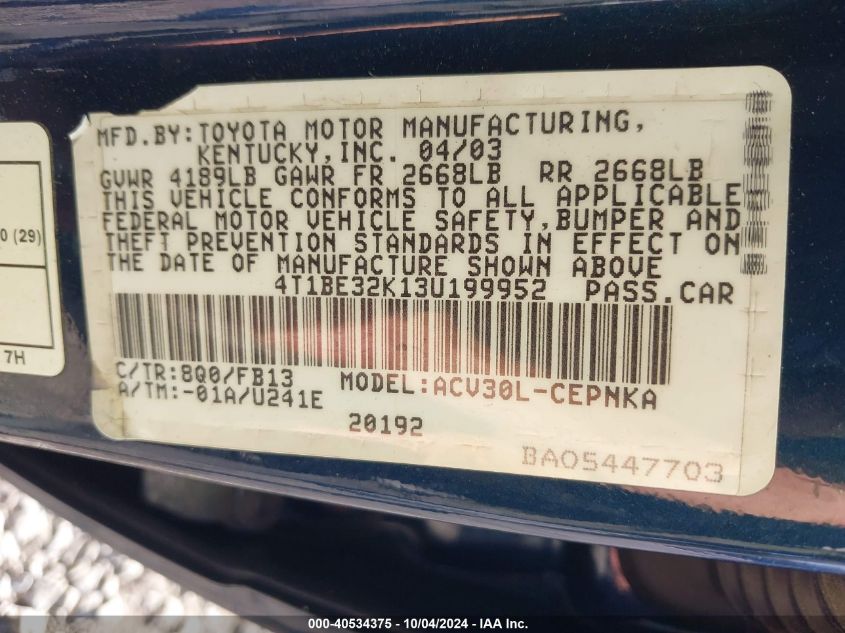 MFD.BY:TOYOTA MOTOR MANUFACTURING,
KENTUCKY,INC. 04/03
GVWR 4189LB GAWR FR 2668LB RR 2668LB
THIS VEHICLE CONFORMS TO ALL APPLICABLE
FEDERAL MOTOR VEHICLE SAFETY,BUMPER AND
THEFT PREVENTION STANDARDS IN EFFECT ON
THE DATE OF MANUFACTURE SHOWN ABOVE
4T1BE32K13U199952 PASS.CAR
C/TR:8Q0/FB13 MODEL:ACV30L-CEPNKA
A/TM:-01A/U241E
20192
BA05447703
0 (29)
7H
000-40534375 - 10/04/2024 - IAA Inc.